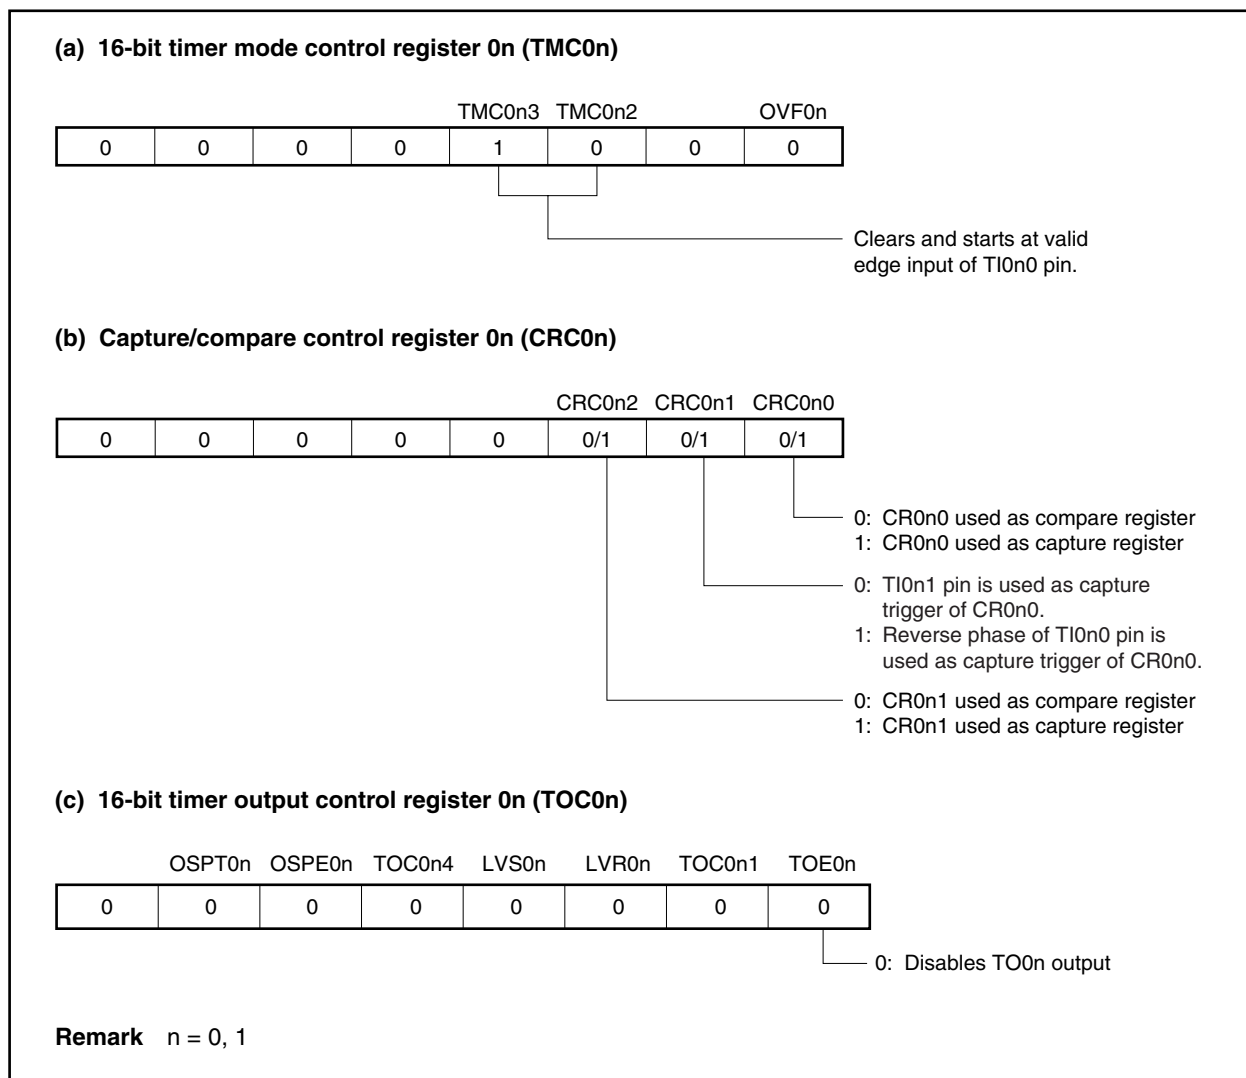 (a) 16-bit timer mode control register 0n (TMC0n)
TMC0n3 TMC0n2 OVF0n
0 0 0 0 1 0 0 0
Clears and starts at valid
edge input of TI0n0 pin.
(b) Capture/compare control register 0n (CRC0n)
CRC0n2 CRC0n1 CRC0n0
0 0 0 0 0 0/1 0/1 0/1
0: CR0n0 used as compare register
1: CR0n0 used as capture register
0: TI0n1 pin is used as capture
trigger of CR0n0.
1: Reverse phase of TI0n0 pin is
used as capture trigger of CR0n0.
0: CR0n1 used as compare register
1: CR0n1 used as capture register
(c) 16-bit timer output control register 0n (TOC0n)
OSPT0n OSPE0n TOC0n4 LVS0n LVR0n TOC0n1 TOE0n
0 0 0 0 0 0 0 0
0: Disables TO0n output
Remark n = 0, 1